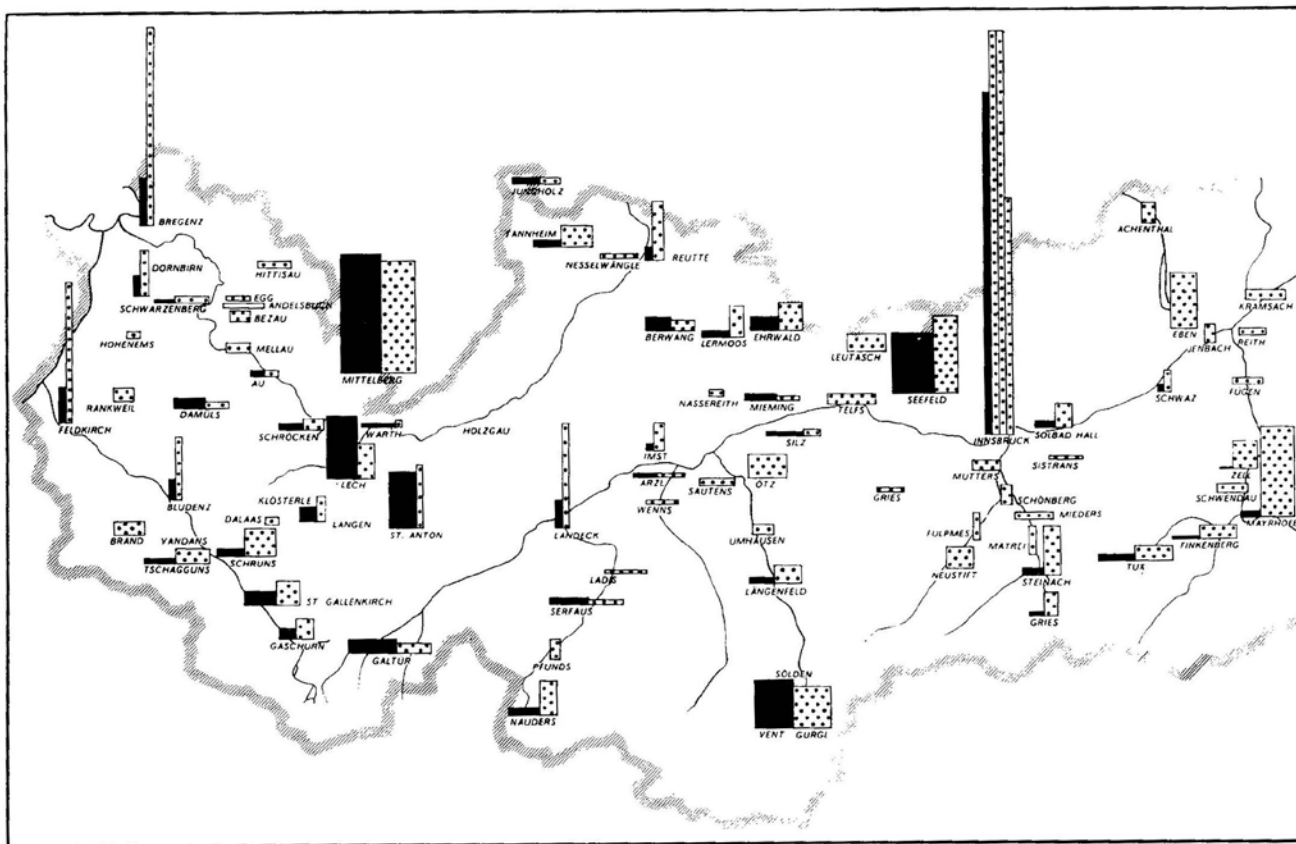 BREGENZ
JUNGHOLZ
ACHENTHAL
TANNHEIM
REUTTE
NESSELWÄNGLE
DORNBIRN
HITTISAU
SCHWARZENBERG
EGG
ANDELSBUCH
BEZAU
KRAMSACH
HOHENEMS
MELLAU
BERWANG
LERMOOS
EHRWALD
EBEN
JENBACH
REITH
LEUTASCH
AU
MITTELBERG
SEEFELD
SCHWAZ
FÜGEN
RANKWEIL
DAMÜLS
NASSEREITH
MIEMING
TELFS
FELDKIRCH
SCHRÖCKEN
WARTH
HOLZGAU
SILZ
INNSBRUCK
SOLBAD HALL
IMST
SISTRANS
LECH
ARZL
SAUTENS
ÖTZ
MUTTERS
ZELL
KLÖSTERLE
GRIES
SCHÖNBERG
SCHWENDAU
BLUDENZ
WENNS
MIEDERS
MAYRHOFEN
DALAAS
LANGEN
ST. ANTON
LANDECK
UMHAUSEN
FULPMES
MATREI
FINKENBERG
BRAND
VANDANS
TSCHAGGUNS
SCHRUNS
NEUSTIFT
STEINACH
TUX
LADIS
LÄNGENFELD
ST GALLENKIRCH
SERFAUS
GRIES
GASCHURN
GALTÜR
PFUNDS
SÖLDEN
NAUDERS
VENT
GURGL